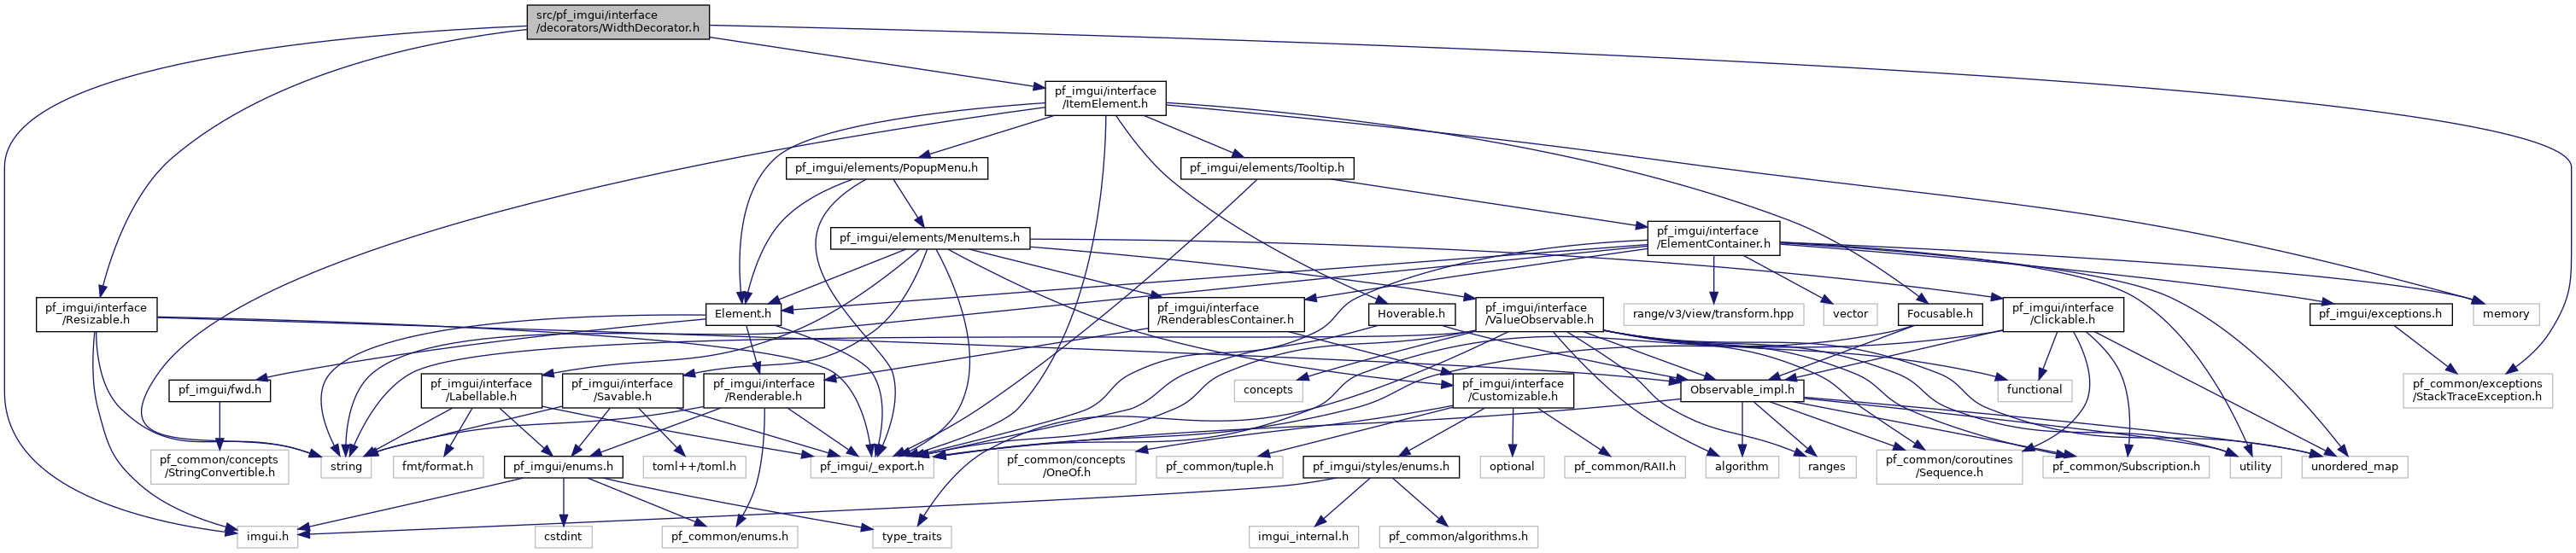 src/pf_imgui/interface
/decorators/WidthDecorator.h
pf_imgui/interface
/ItemElement.h
pf_imgui/elements/PopupMenu.h
pf_imgui/elements/Tooltip.h
pf_imgui/elements/MenuItems.h
pf_imgui/interface
/ElementContainer.h
pf_imgui/interface
/Resizable.h
Element.h
pf_imgui/interface
/RenderablesContainer.h
Hoverable.h
pf_imgui/interface
/ValueObservable.h
range/v3/view/transform.hpp
vector
Focusable.h
pf_imgui/interface
/Clickable.h
pf_imgui/exceptions.h
memory
pf_imgui/fwd.h
pf_imgui/interface
/Labellable.h
pf_imgui/interface
/Savable.h
pf_imgui/interface
/Renderable.h
concepts
pf_imgui/interface
/Customizable.h
Observable_impl.h
functional
pf_common/exceptions
/StackTraceException.h
pf_common/concepts
/StringConvertible.h
string
fmt/format.h
pf_imgui/enums.h
toml++/toml.h
pf_imgui/_export.h
pf_common/concepts
/OneOf.h
pf_common/tuple.h
pf_imgui/styles/enums.h
optional
pf_common/RAII.h
algorithm
ranges
pf_common/coroutines
/Sequence.h
pf_common/Subscription.h
utility
unordered_map
imgui.h
cstdint
pf_common/enums.h
type_traits
imgui_internal.h
pf_common/algorithms.h